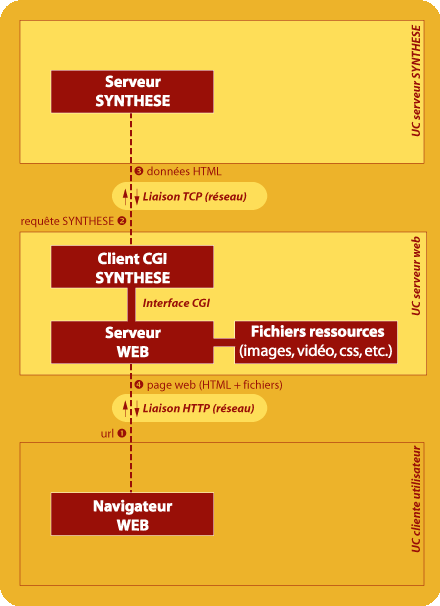 UC serveur SYNTHESE
Serveur
SYNTHESE
❸ données HTML
Liaison TCP (réseau)
requête SYNTHESE ❷
UC serveur web
Client CGI
SYNTHESE
Interface CGI
Serveur
WEB
Fichiers ressources
(images, vidéo, css, etc.)
❹ page web (HTML + fichiers)
Liaison HTTP (réseau)
url ❶
UC cliente utilisateur
Navigateur
WEB